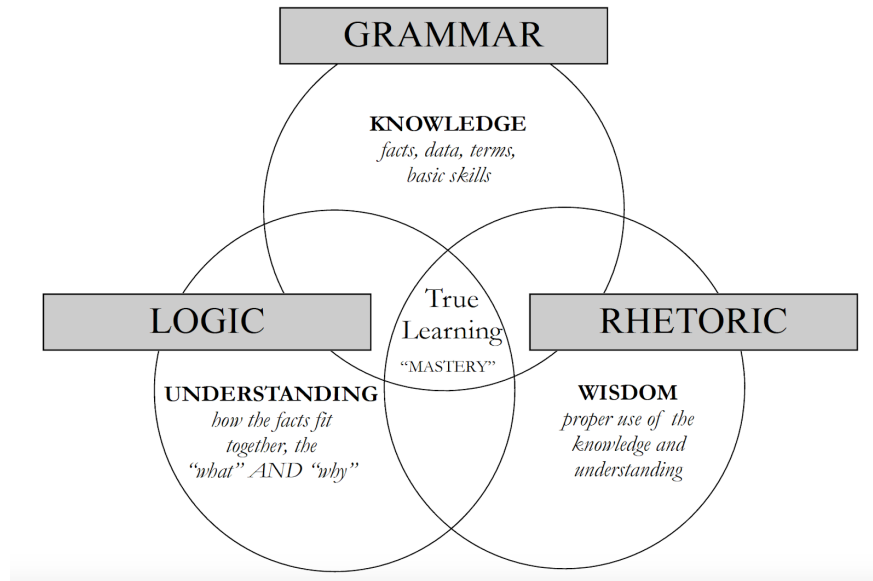 GRAMMAR
KNOWLEDGE
facts, data, terms,
basic skills
LOGIC
True
Learning
“MASTERY”
RHETORIC
UNDERSTANDING
how the facts fit
together, the
“what” AND “why”
WISDOM
proper use of the
knowledge and
understanding